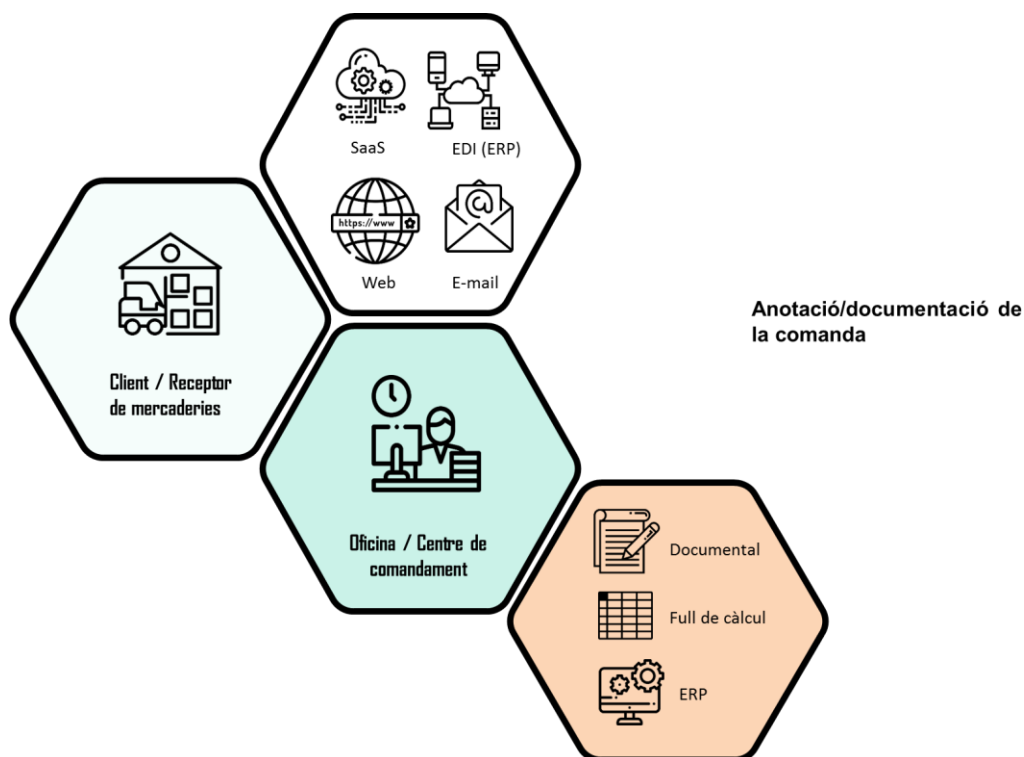 SaaS
EDI (ERP)
https://www
Web
E-mail
Client / Receptor
de mercaderies
Anotació/documentació de
la comanda
Oficina / Centre de
comandament
Documental
Full de càlcul
ERP